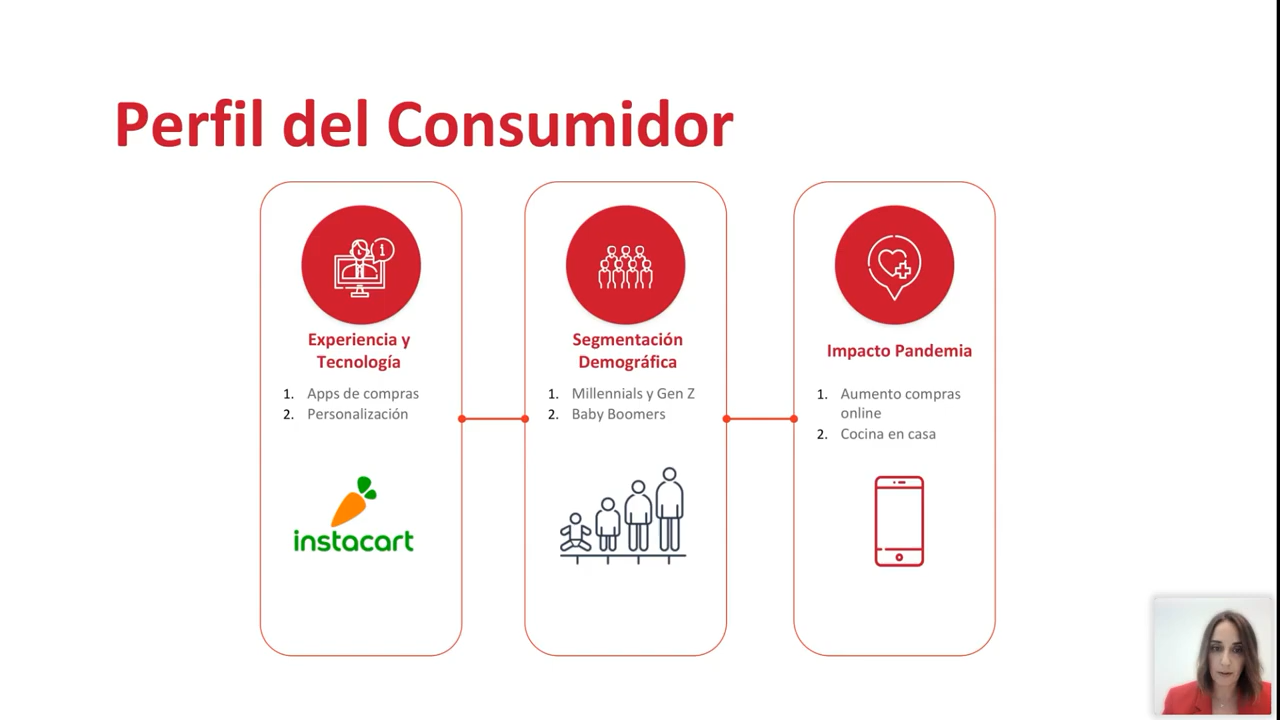 Perfil del Consumidor
Experiencia y
Tecnología
1. Apps de compras
2. Personalización
instacart
Segmentación
Demográfica
1. Millennials y Gen Z
2. Baby Boomers
Impacto Pandemia
1. Aumento compras
online
2. Cocina en casa